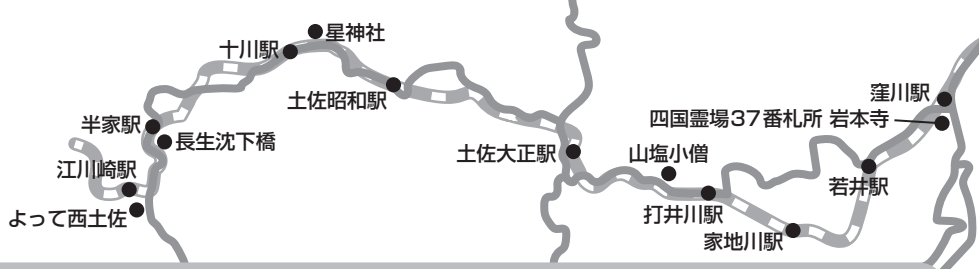 星神社
十川駅
窪川駅
土佐昭和駅
四国霊場37番札所 岩本寺
半家駅
長生沈下橋
土佐大正駅
山塩小僧
江川崎駅
若井駅
よって西土佐
打井川駅
家地川駅